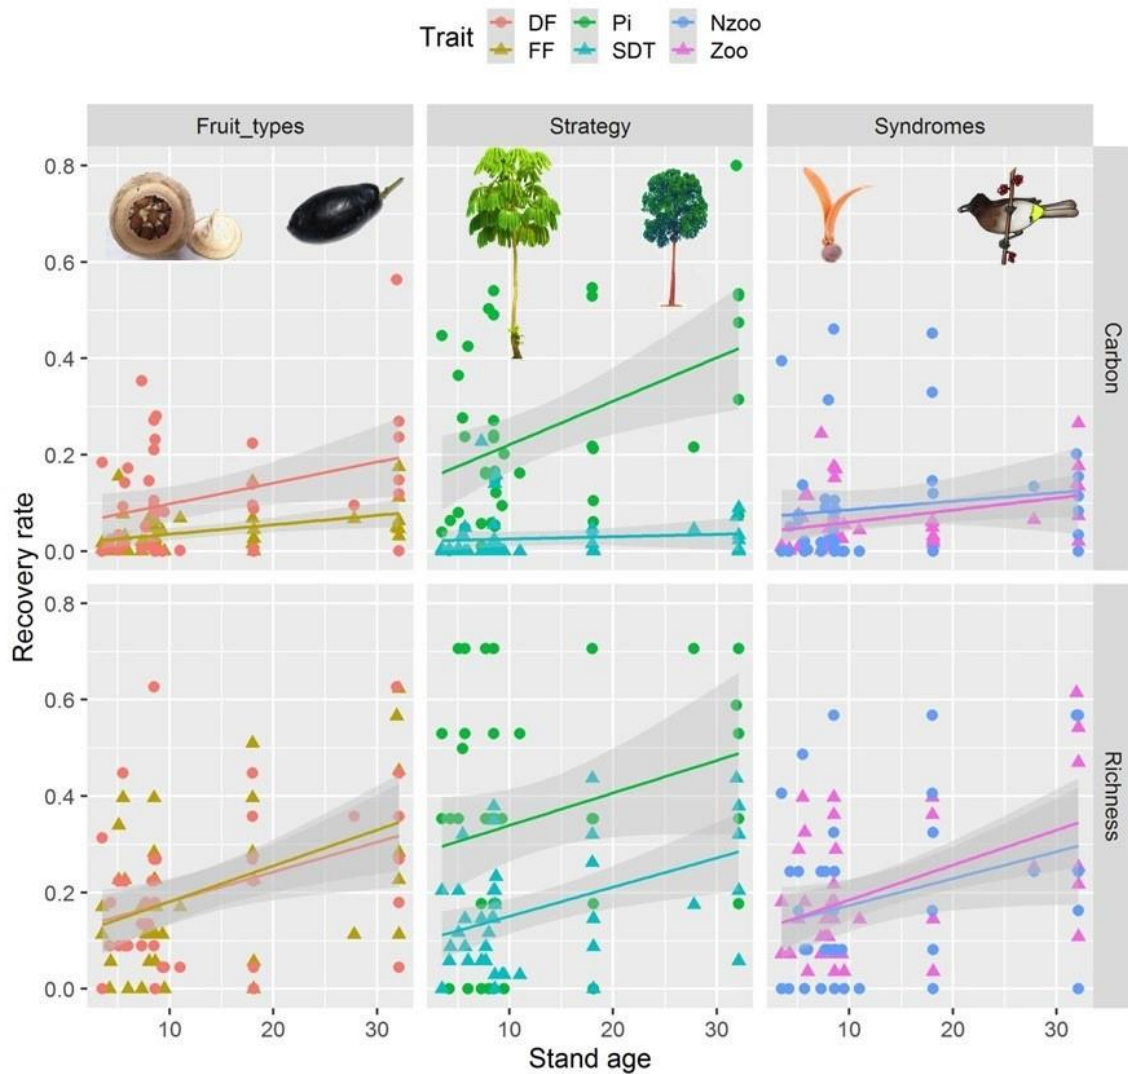 Trait DF Pi Nzoo
FF SDT Zoo
Fruit_types Strategy Syndromes
0.8
0.6
0.4
0.2
0.0
Carbon
Recovery rate
0.8
0.6
0.4
0.2
0.0
Richness
10 20 30 10 20 30 10 20 30
Stand age